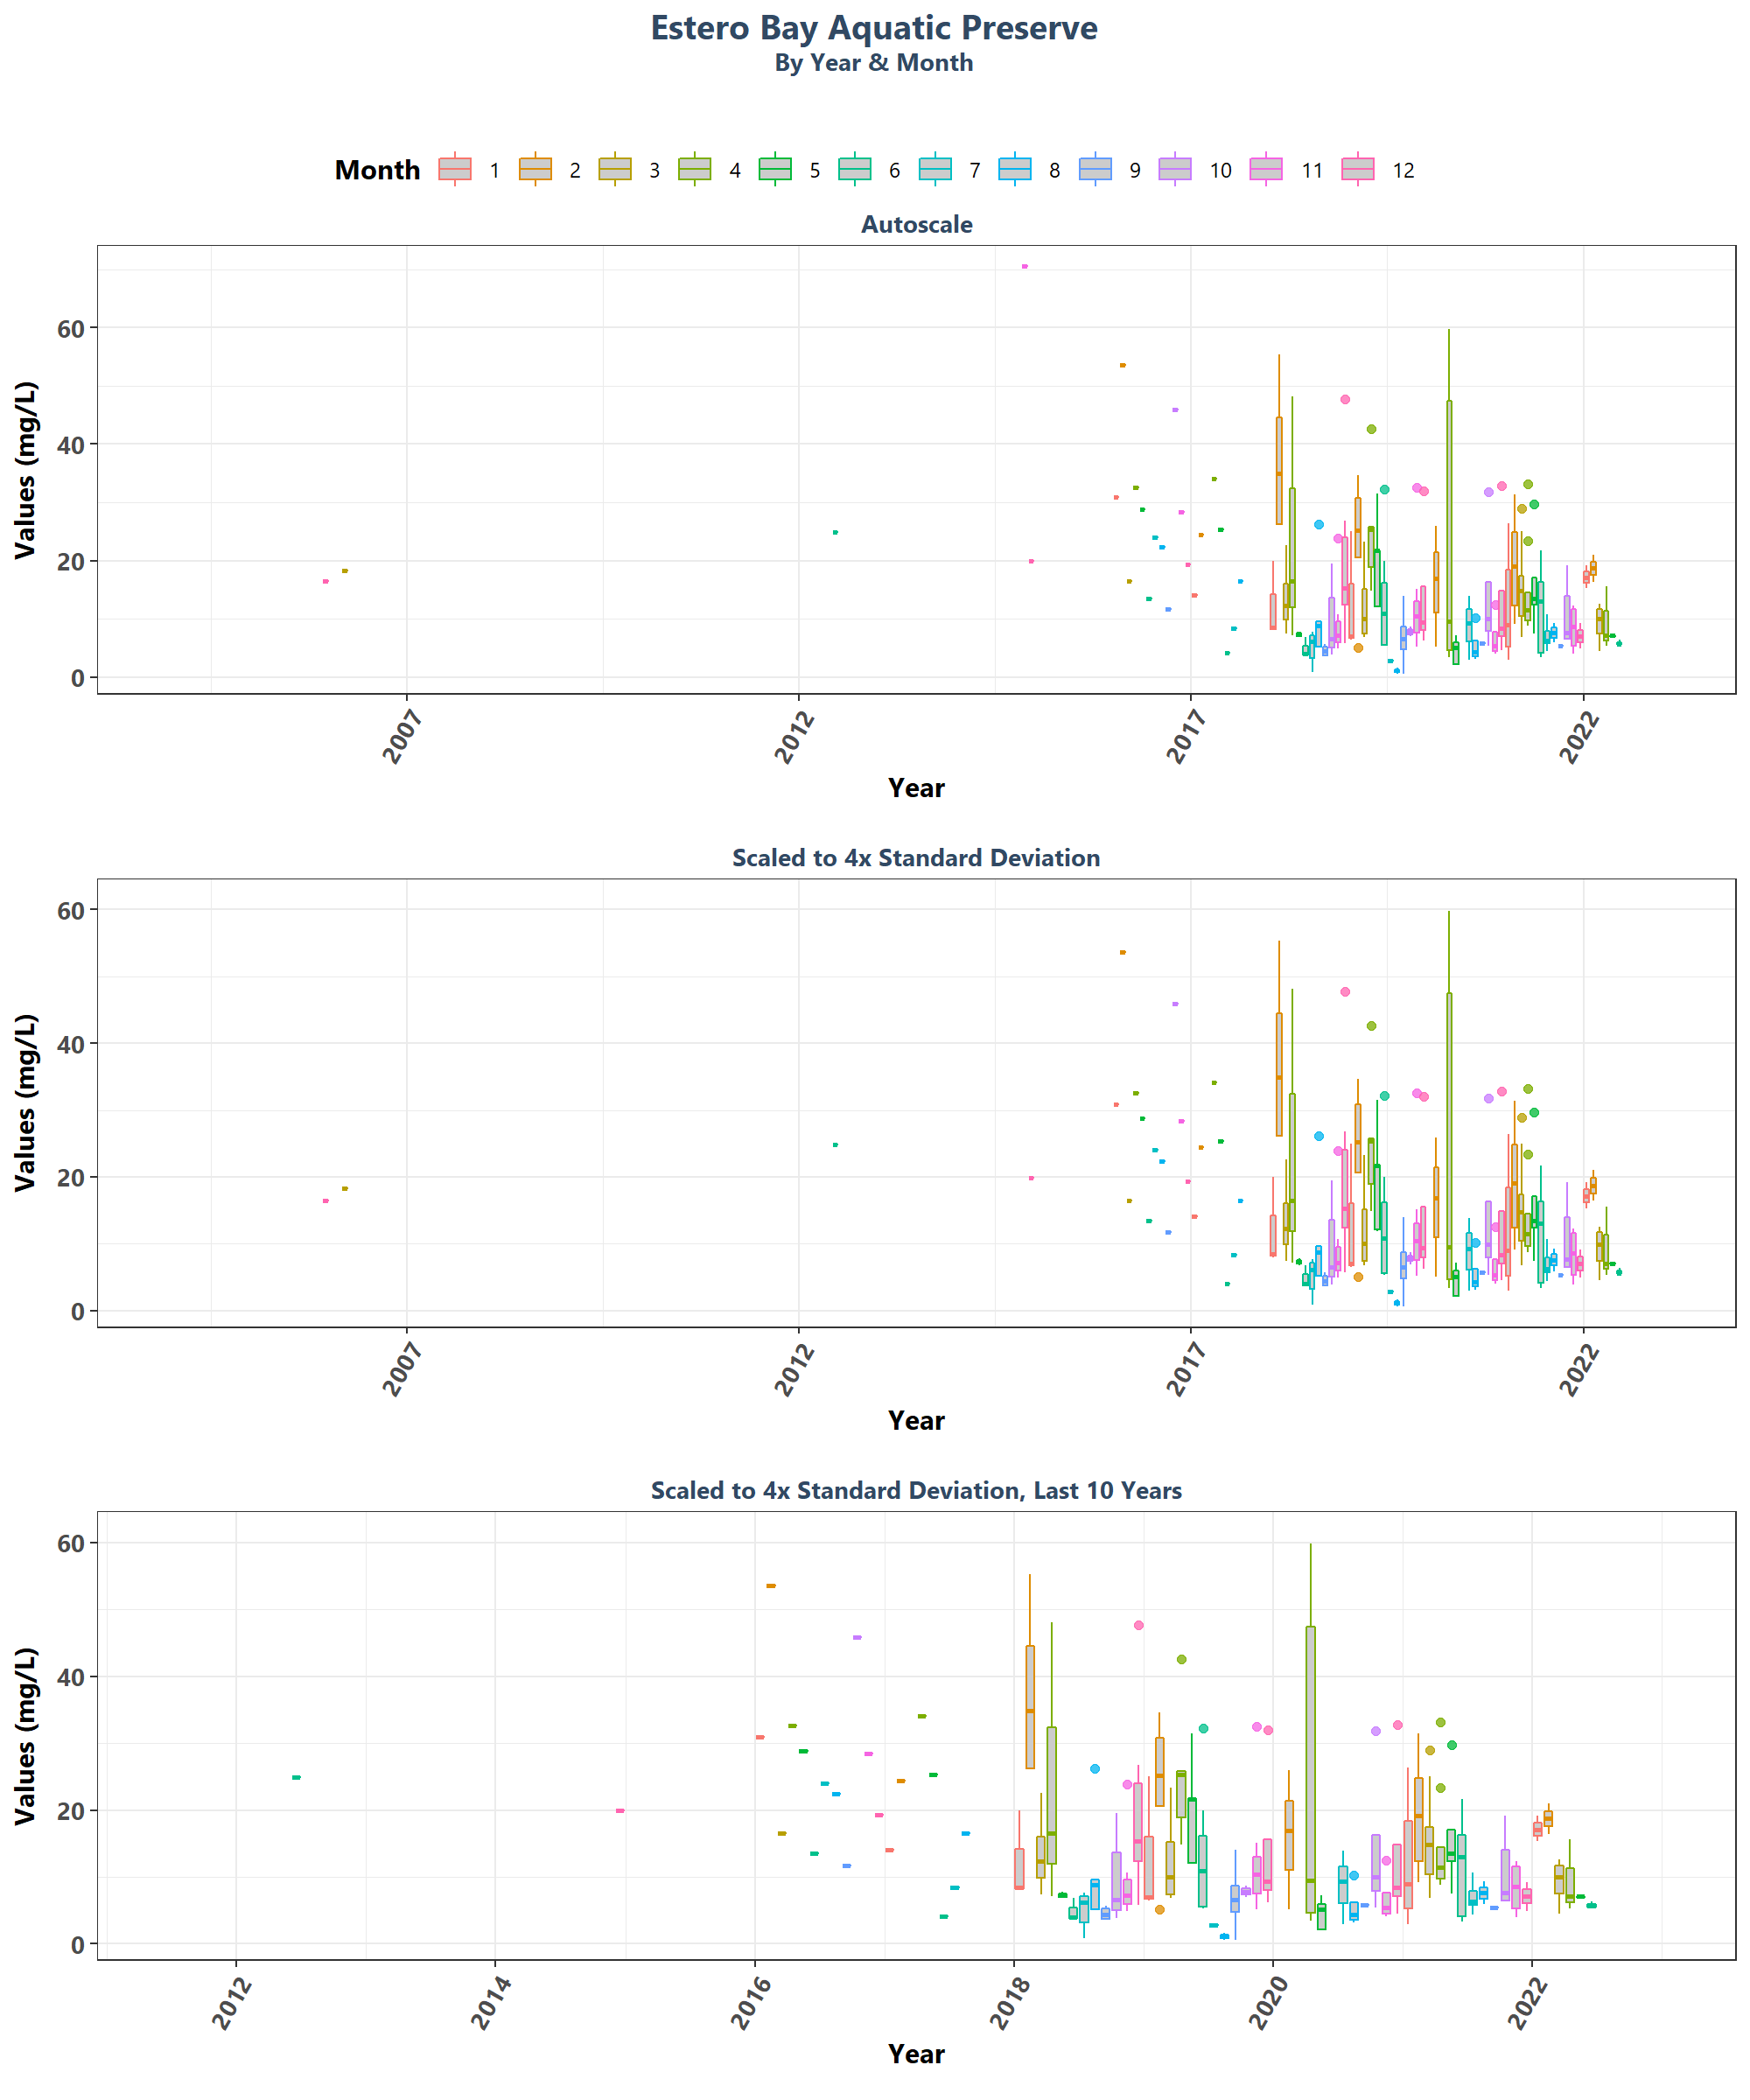 Estero Bay Aquatic Preserve
By Year & Month
Month 1 2 3 4 5 6 7 8 9 10 11 12
Autoscale
Values (mg/L)
60
40
20
0
2007 2012 2017 2022
Year
Scaled to 4x Standard Deviation
Values (mg/L)
60
40
20
0
2007 2012 2017 2022
Year
Scaled to 4x Standard Deviation, Last 10 Years
Values (mg/L)
60
40
20
0
2012 2014 2016 2018 2020 2022
Year